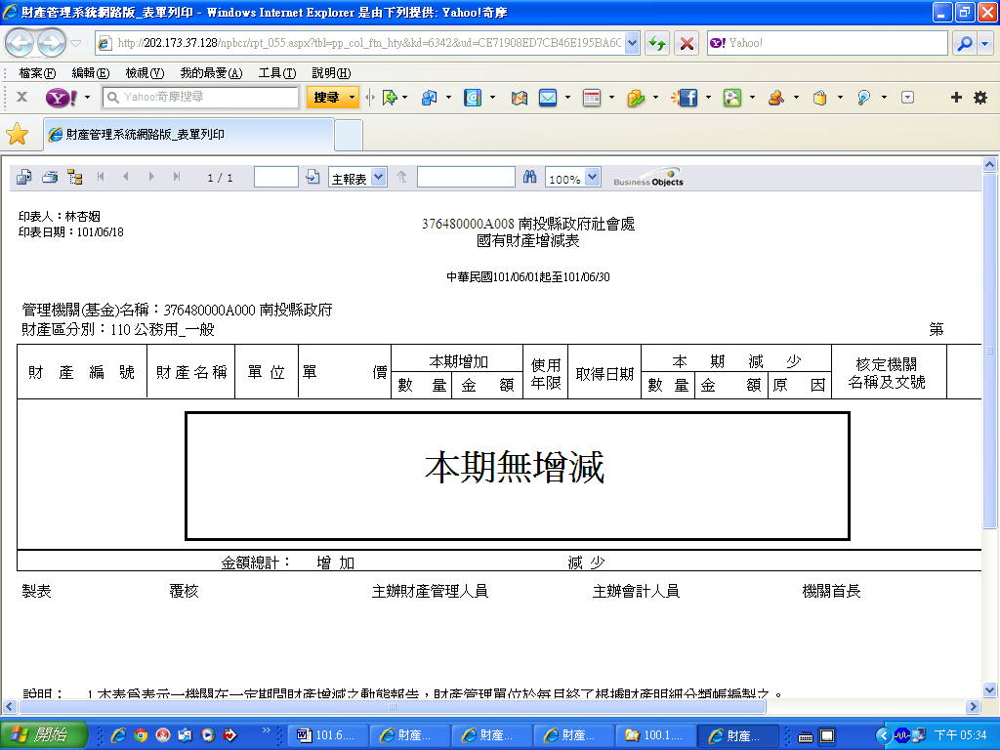 財產管理系統網路版_表單列印 - Windows Internet Explorer 是由下列提供: Yahoo!奇摩
http://202.173.37.128/npbcr/rpt_055.aspx?tbl=pp_col_ftn_hty&kd=6342&ud=CE71908ED7CB46E195BA6C
Yahoo!
檔案(F) 編輯(E) 檢視(V) 我的最愛(A) 工具(T) 說明(H)
Yahoo!奇摩搜尋 搜尋
財產管理系統網路版_表單列印
1 / 1 主報表 100% Business Objects
印表人：林杏姻
印表日期：101/06/18
376480000A008 南投縣政府社會處
國有財產增減表
中華民國101/06/01起至101/06/30
管理機關(基金)名稱：376480000A000 南投縣政府
財產區分別：110 公務用_一般 第
財 產 編 號 財產名稱 單 位 單 價 本期增加 數 量 金 額 使用年限 取得日期 本 期 減 少 數 量 金 額 原 因 核定機關名稱及文號
本期無增減
金額總計： 增 加 減 少
製表 覆核 主辦財產管理人員 主辦會計人員 機關首長
說明： 1.本表為表示一機關在一定期間財產增減之動態報告，財產管理單位於每月終了根據財產明細分類帳編製之。
開始 101.6.... 財產... 財產... 財產... 100.1.... 財產... 下午 05:34